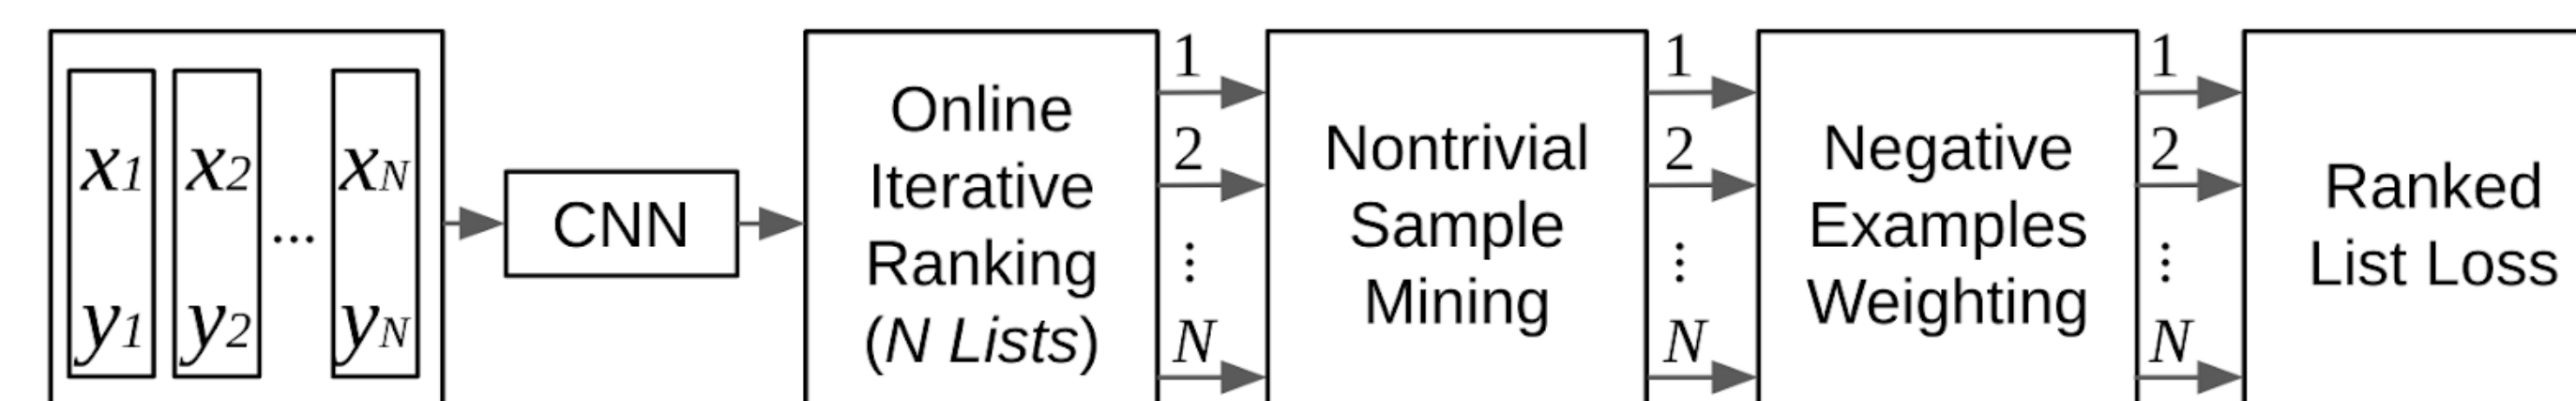 x1 x2 ... xN
y1 y2 yN
CNN
Online
Iterative
Ranking
(N Lists)
1
2
⋮
N
Nontrivial
Sample
Mining
1
2
⋮
N
Negative
Examples
Weighting
1
2
⋮
N
Ranked
List Loss